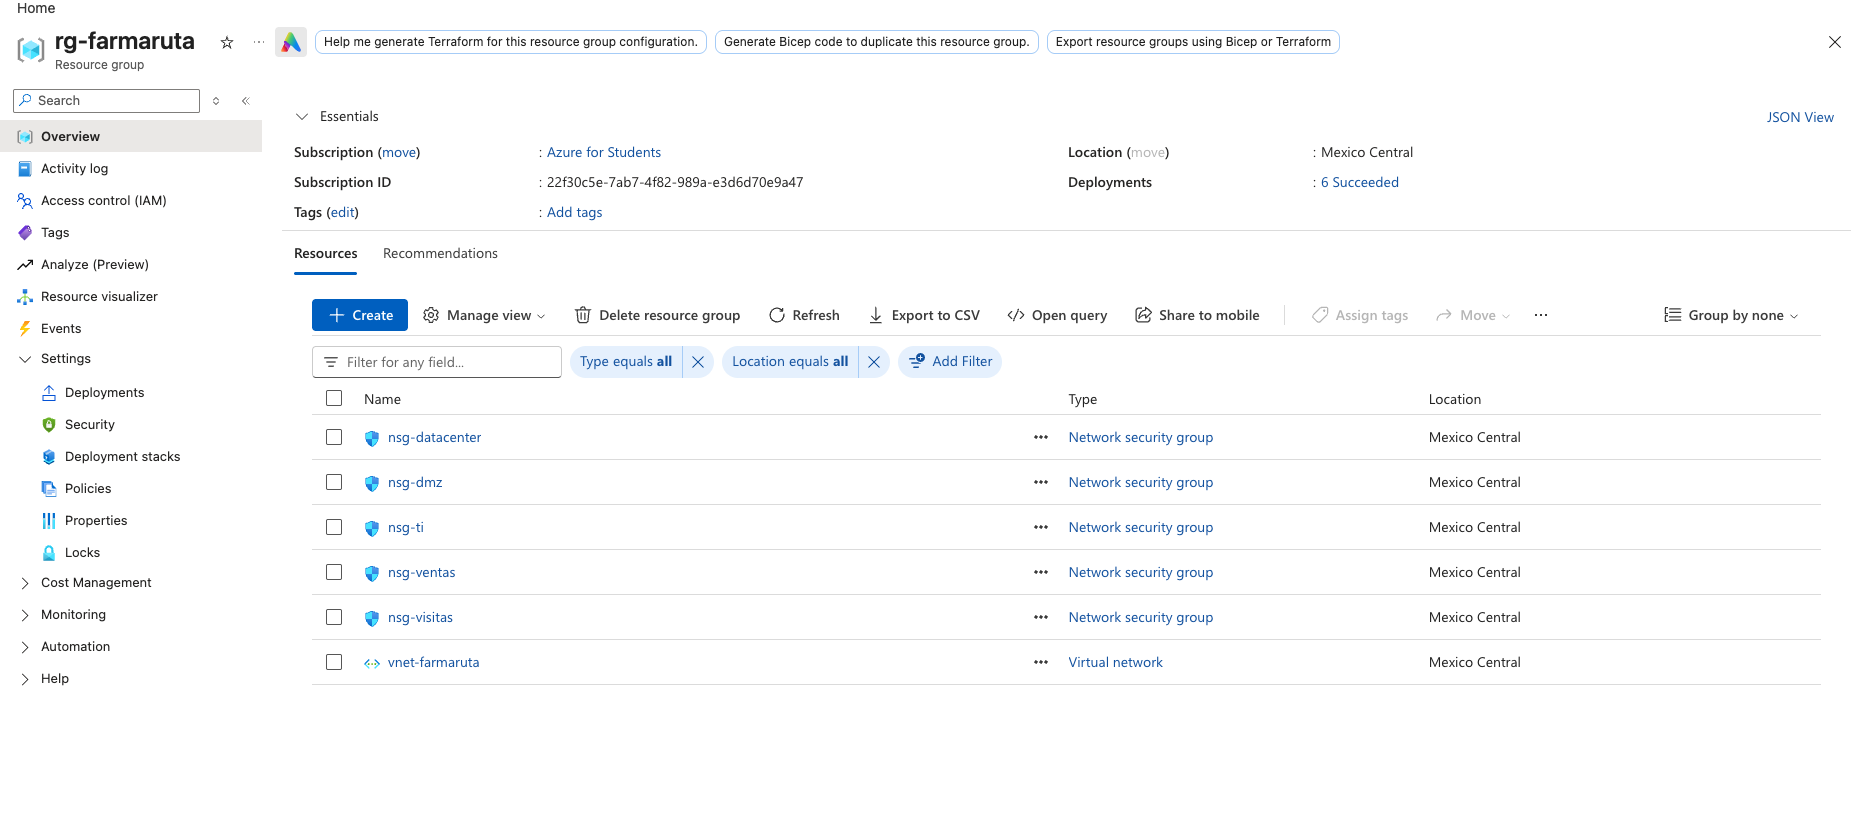 Home
rg-farmaruta
Resource group
Help me generate Terraform for this resource group configuration.
Generate Bicep code to duplicate this resource group.
Export resource groups using Bicep or Terraform
Search
Overview
Activity log
Access control (IAM)
Tags
Analyze (Preview)
Resource visualizer
Events
Settings
Deployments
Security
Deployment stacks
Policies
Properties
Locks
Cost Management
Monitoring
Automation
Help
Essentials
JSON View
Subscription (move) : Azure for Students
Subscription ID : 22f30c5e-7ab7-4f82-989a-e3d6d70e9a47
Tags (edit) : Add tags
Location (move) : Mexico Central
Deployments : 6 Succeeded
Resources Recommendations
Create Manage view Delete resource group Refresh Export to CSV Open query Share to mobile Assign tags Move ... Group by none
Filter for any field... Type equals all Location equals all Add Filter
Name Type Location
nsg-datacenter ... Network security group Mexico Central
nsg-dmz ... Network security group Mexico Central
nsg-ti ... Network security group Mexico Central
nsg-ventas ... Network security group Mexico Central
nsg-visitas ... Network security group Mexico Central
vnet-farmaruta ... Virtual network Mexico Central